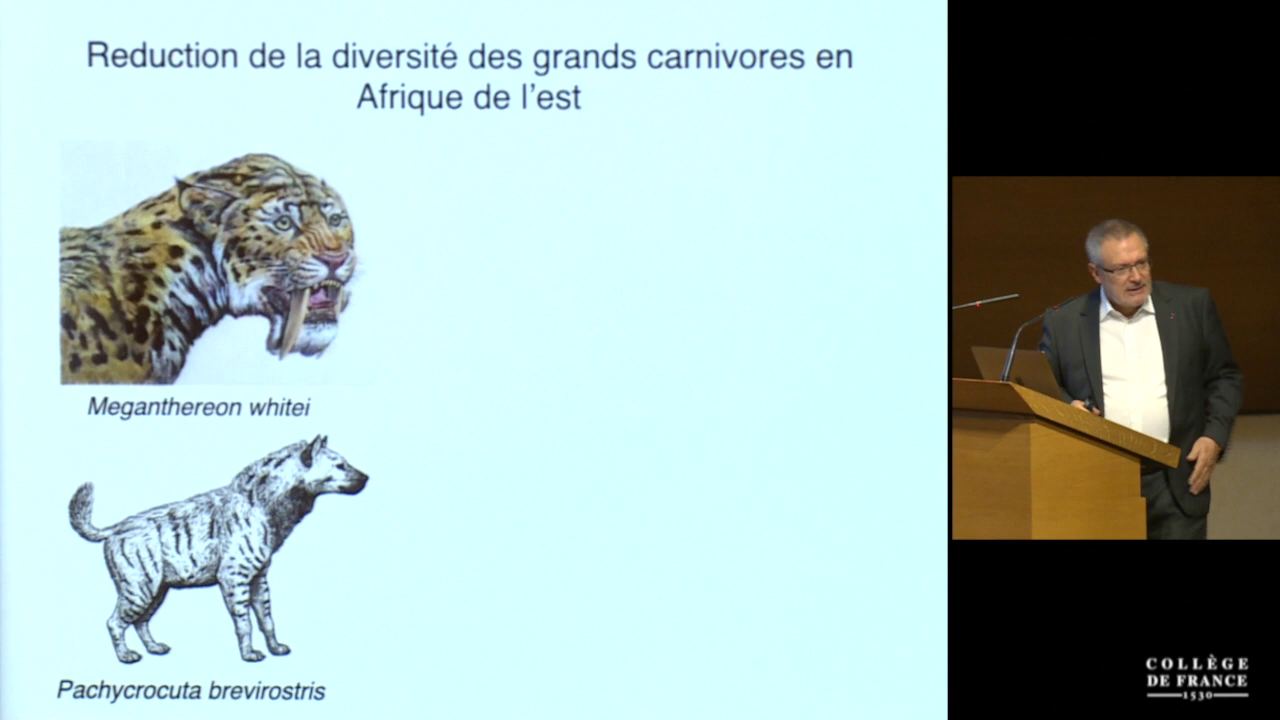 Reduction de la diversité des grands carnivores en
Afrique de l'est
Meganthereon whitei
Pachycrocuta brevirostris
COLLÈGE
DE FRANCE
1530